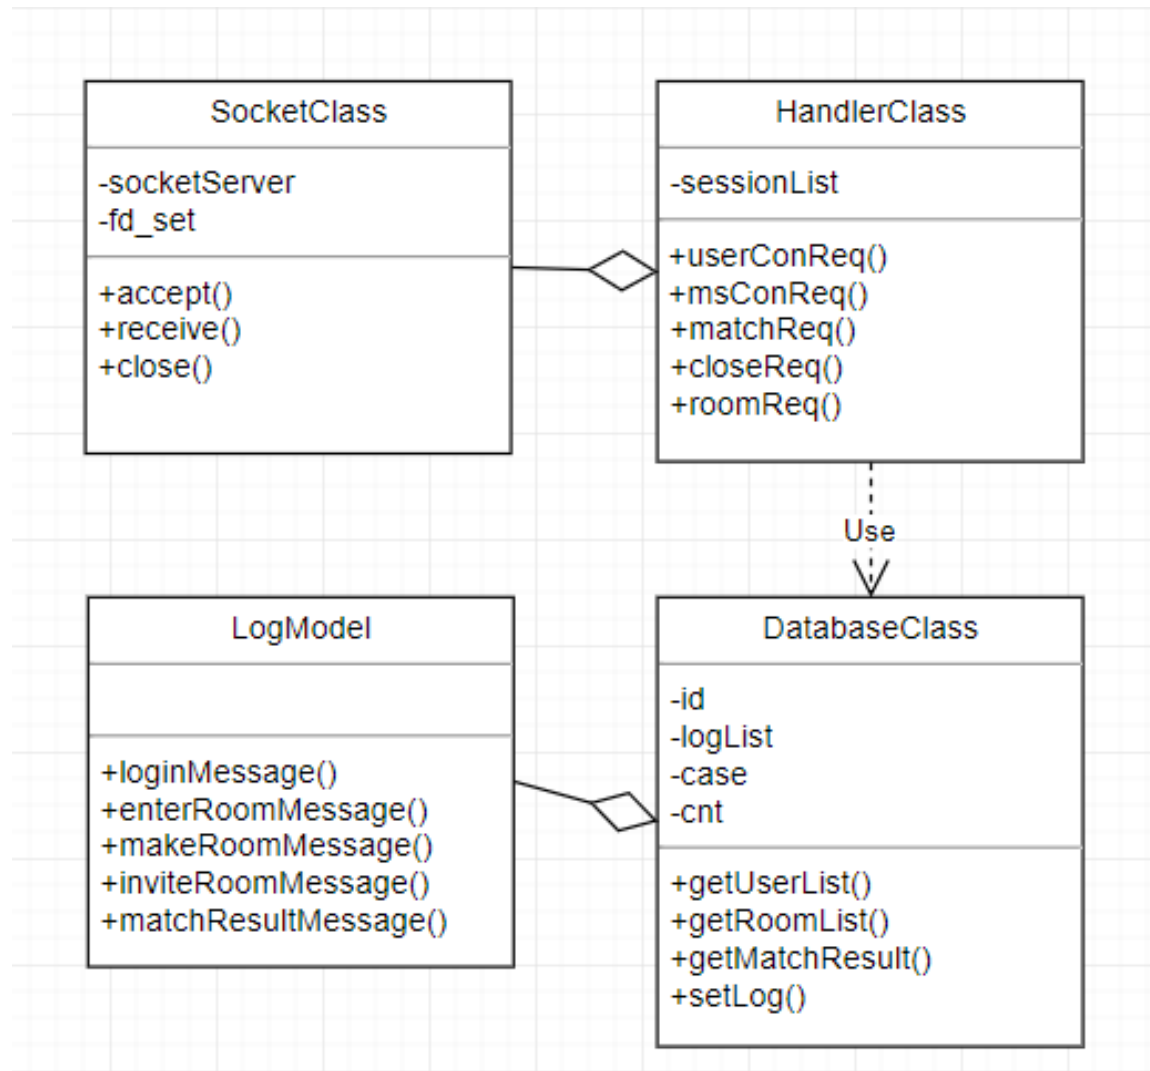 SocketClass
-socketServer
-fd_set
+accept()
+receive()
+close()
HandlerClass
-sessionList
+userConReq()
+msConReq()
+matchReq()
+closeReq()
+roomReq()
Use
LogModel
+loginMessage()
+enterRoomMessage()
+makeRoomMessage()
+inviteRoomMessage()
+matchResultMessage()
DatabaseClass
-id
-logList
-case
-cnt
+getUserList()
+getRoomList()
+getMatchResult()
+setLog()